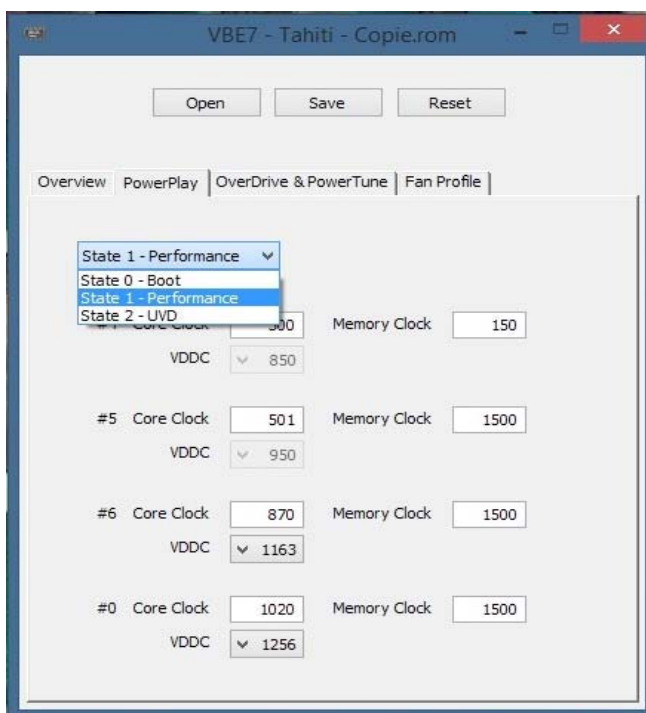 VBE7 - Tahiti - Copie.rom
Open Save Reset
Overview PowerPlay OverDrive & PowerTune Fan Profile
State 1 - Performance
State 0 - Boot
State 1 - Performance
State 2 - UVD
Core Clock Memory Clock 150
VDDC 850
#5 Core Clock 501 Memory Clock 1500
VDDC 950
#6 Core Clock 870 Memory Clock 1500
VDDC 1163
#0 Core Clock 1020 Memory Clock 1500
VDDC 1256